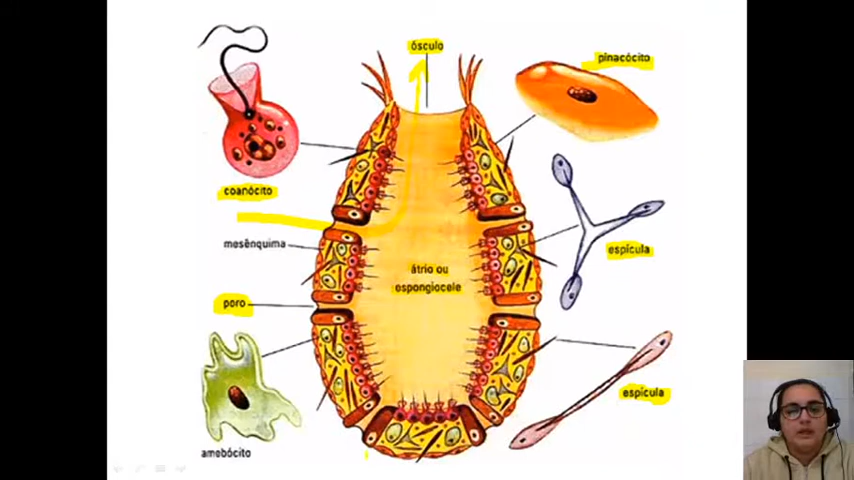 ósculo
pinacócito
coanócito
mesênquima
espícula
átrio ou
espongiocele
poro
espícula
amebócito